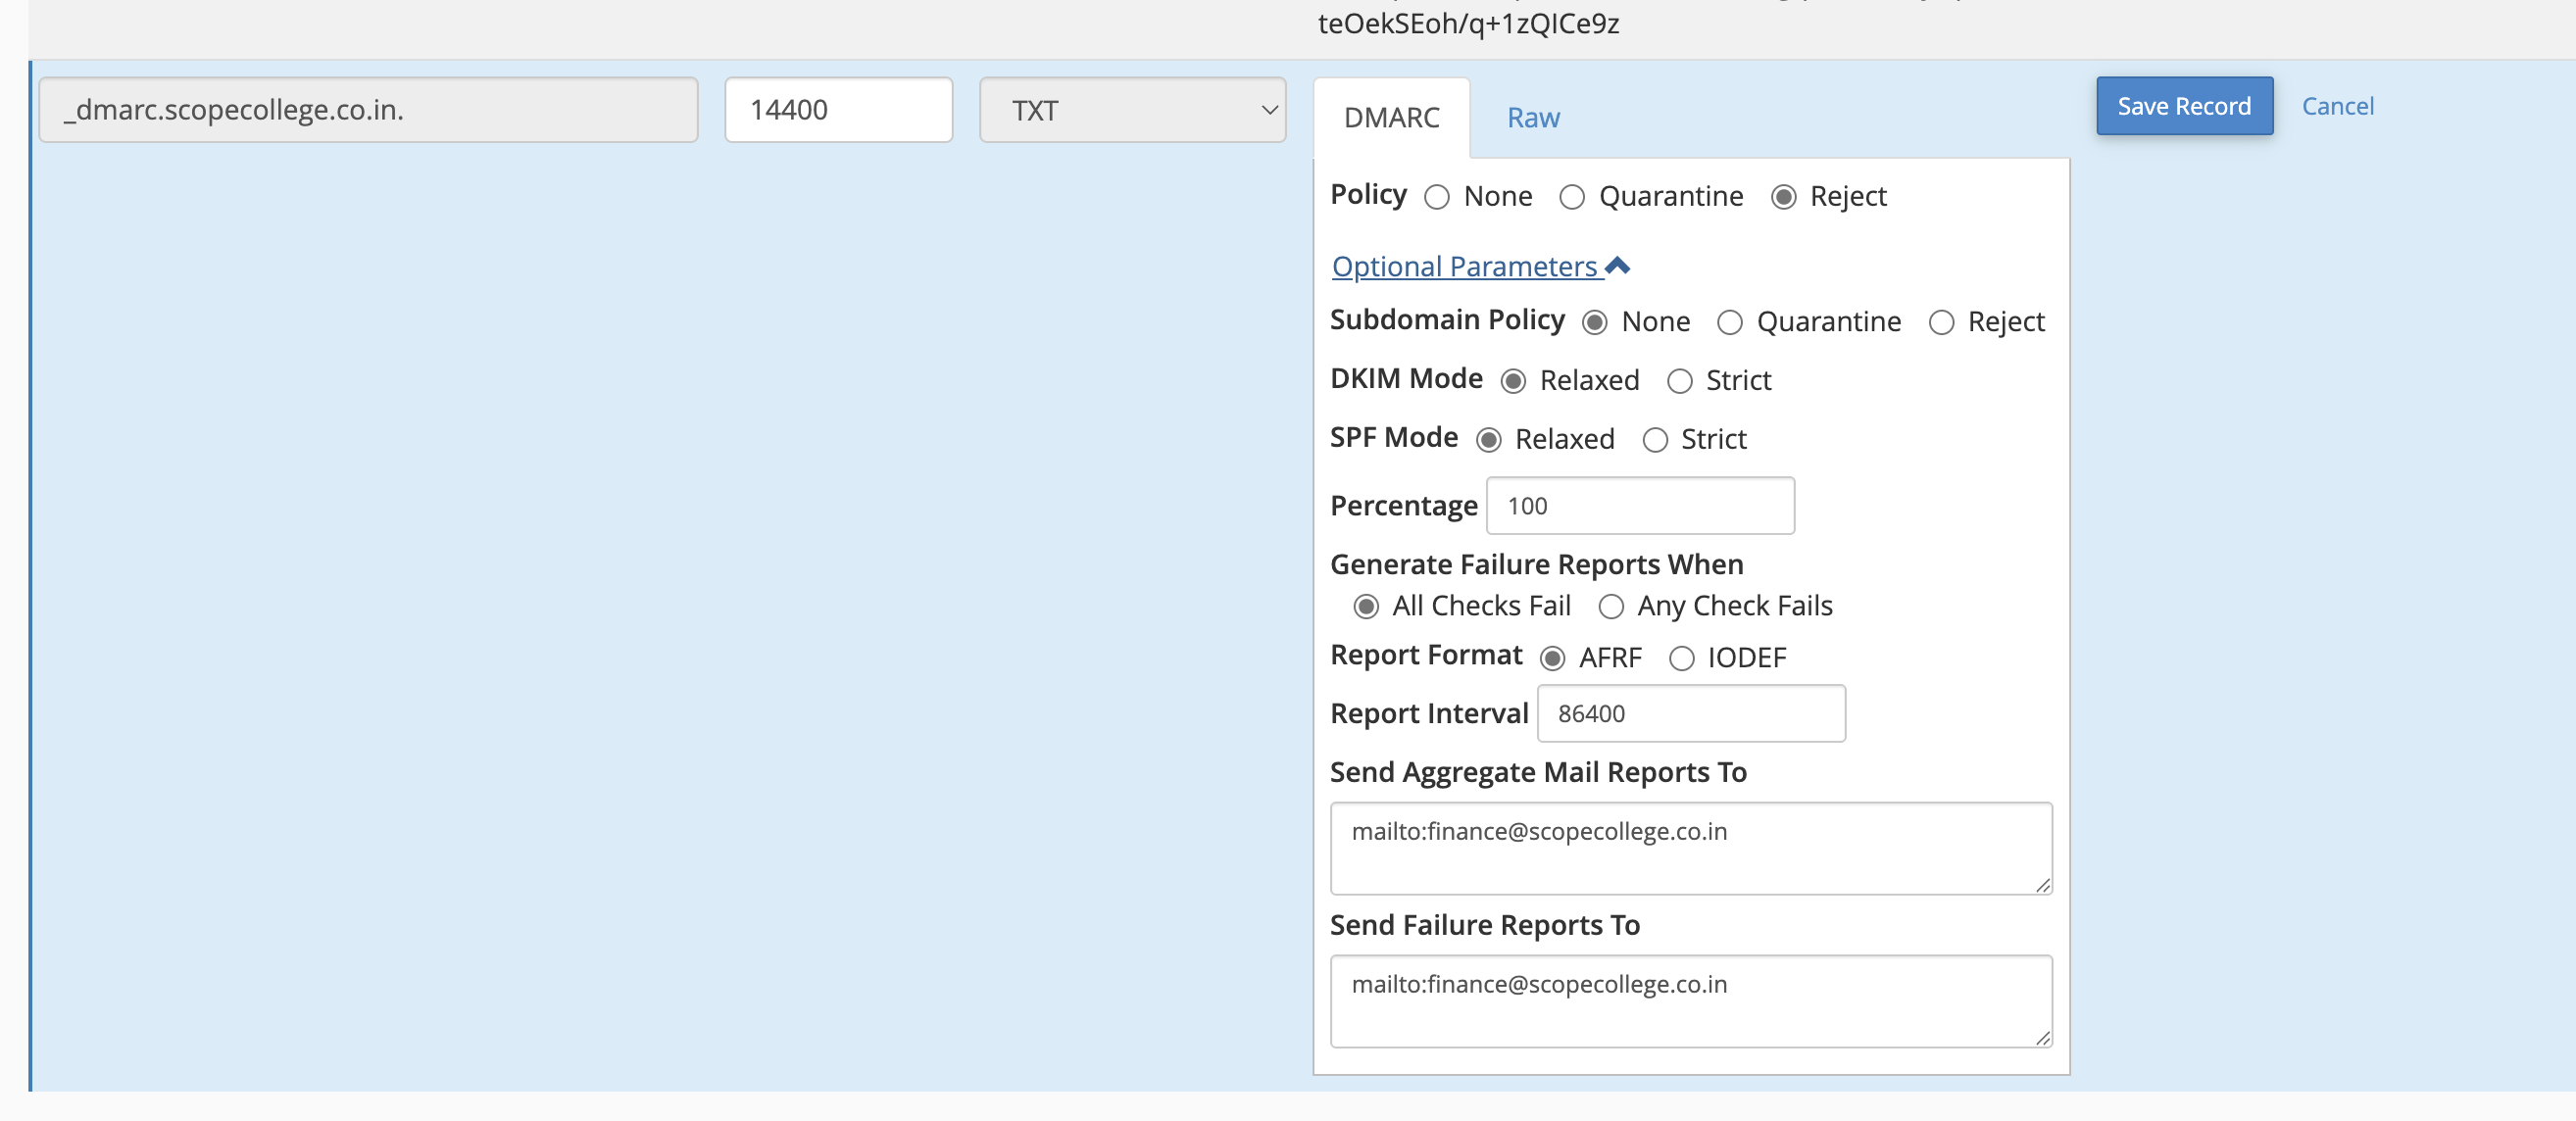 teOekSEoh/q+1zQICe9z
_dmarc.scopecollege.co.in. 14400 TXT DMARC Raw Save Record Cancel
Policy None Quarantine Reject
Optional Parameters
Subdomain Policy None Quarantine Reject
DKIM Mode Relaxed Strict
SPF Mode Relaxed Strict
Percentage 100
Generate Failure Reports When
All Checks Fail Any Check Fails
Report Format AFRF IODEF
Report Interval 86400
Send Aggregate Mail Reports To
mailto:finance@scopecollege.co.in
Send Failure Reports To
mailto:finance@scopecollege.co.in